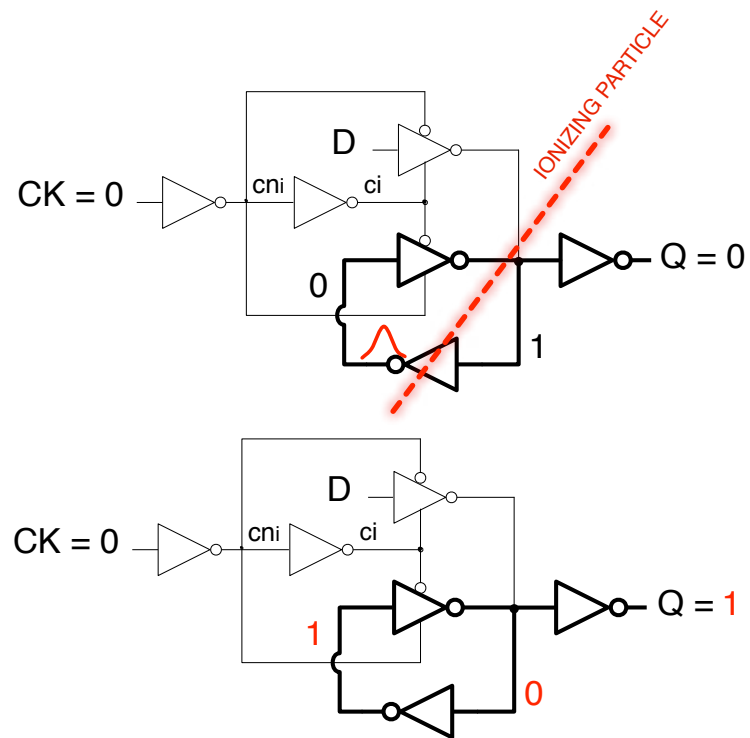 IONIZING PARTICLE
D
CK = 0
cni
ci
0
Q = 0
1
D
CK = 0
cni
ci
1
Q = 1
0